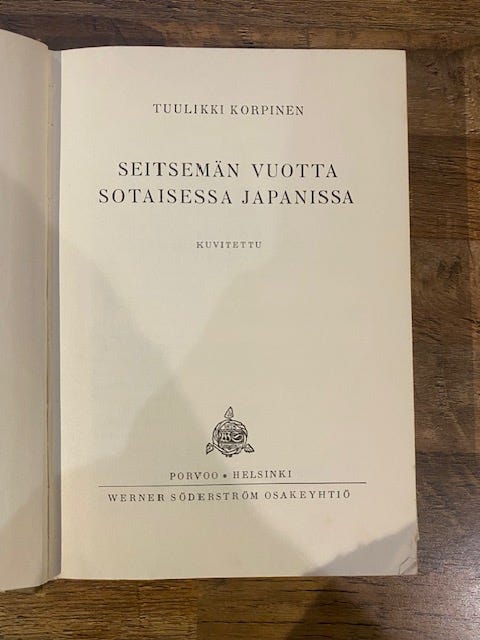 TUULIKKI KORPINEN
SEITSEMÄN VUOTTA
SOTAISESSA JAPANISSA
KUVITETTU
PORVOO • HELSINKI
WERNER SÖDERSTRÖM OSAKEYHTIÖ